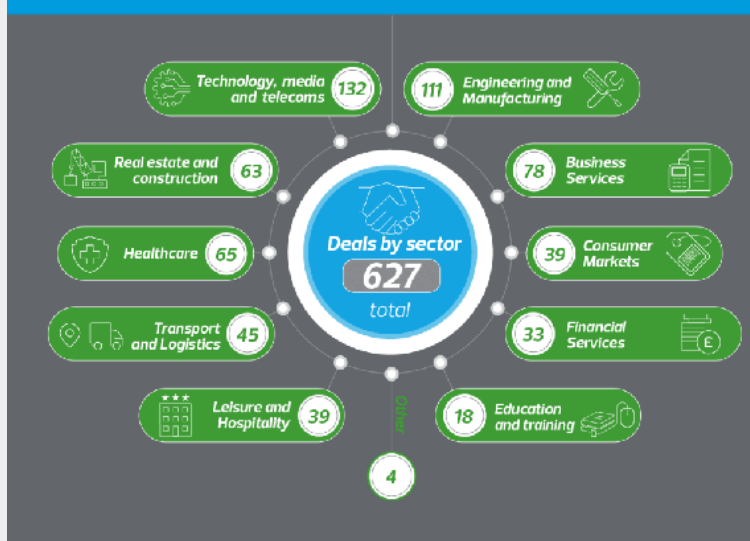 Technology, media
and telecoms
132
111
Engineering and
Manufacturing
Real estate and
construction
63
78
Business
Services
Deals by sector
627
total
Healthcare
65
39
Consumer
Markets
Transport
and Logistics
45
33
Financial
Services
£
Leisure and
Hospitality
39
Other
4
18
Education
and training